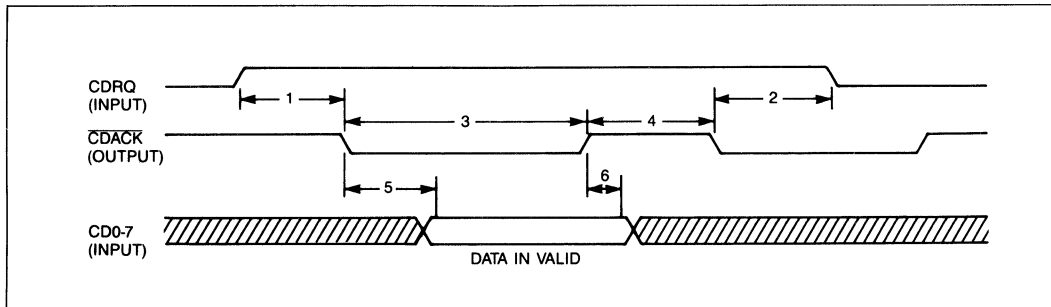 CDRQ
(INPUT)
1
2
3
4
CDACK
(OUTPUT)
5
6
CD0-7
(INPUT)
DATA IN VALID